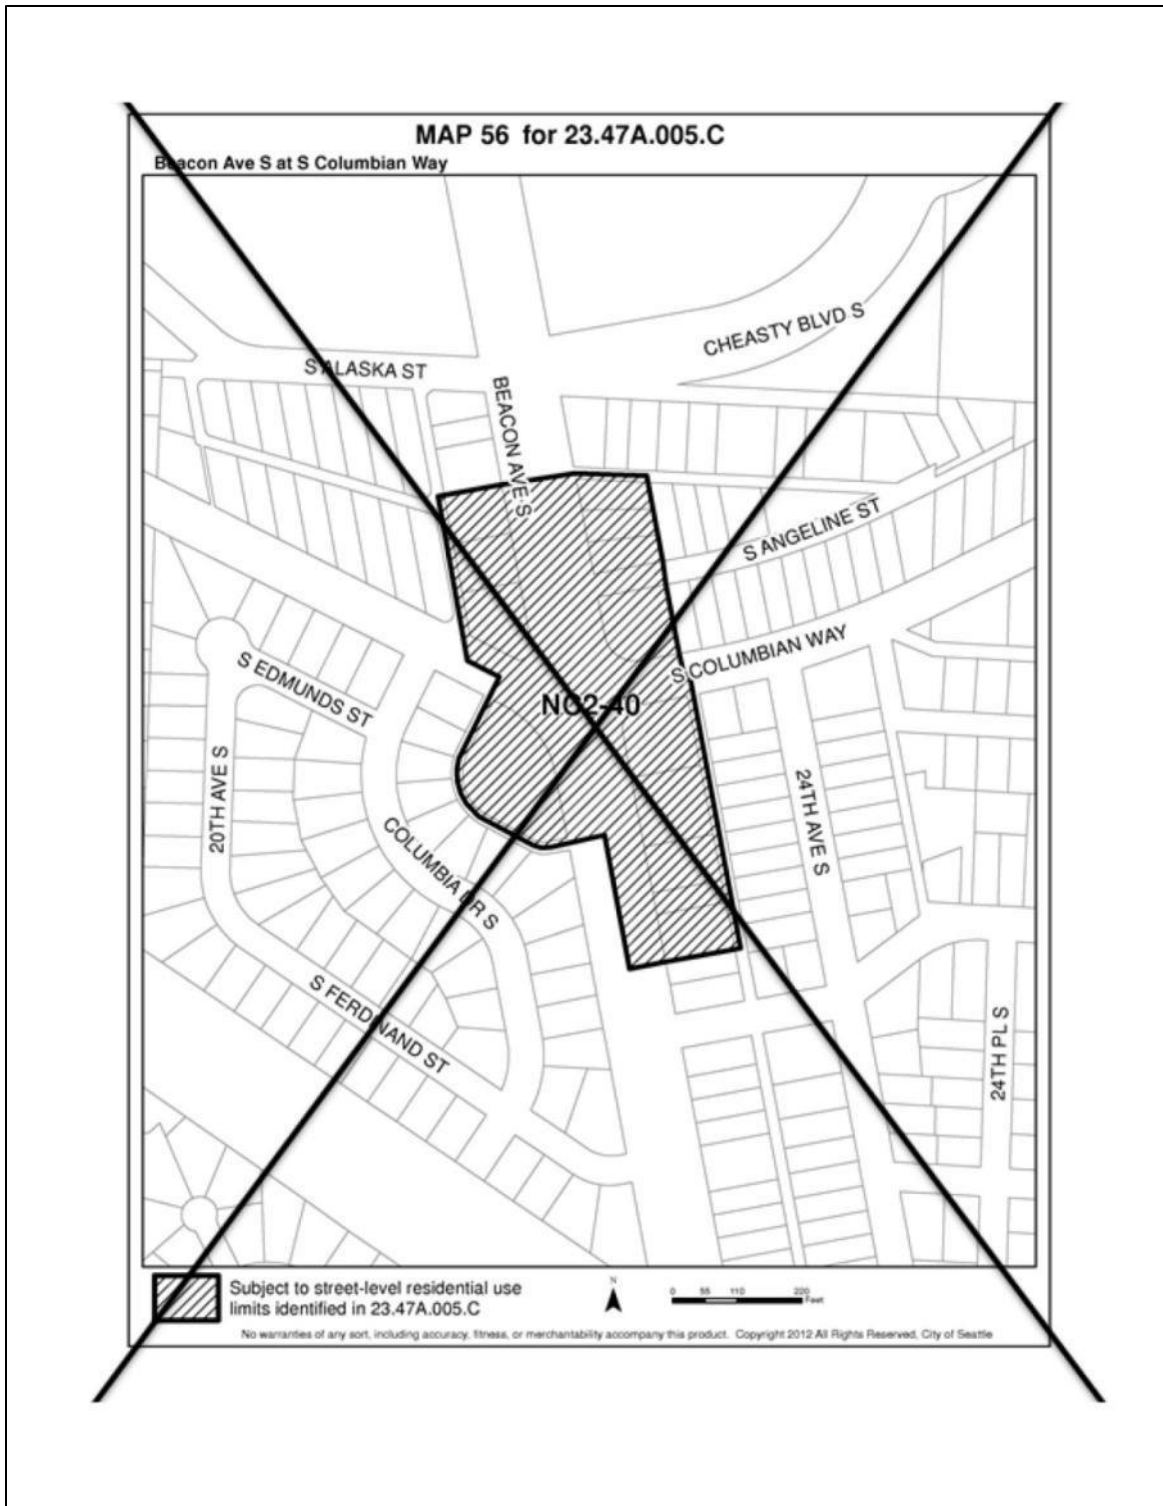 MAP 56 for 23.47A.005.C
Beacon Ave S at S Columbian Way
CHEASTY BLVD S
S ALASKA ST
BEACON AVE S
S ANGELINE ST
S COLUMBIAN WAY
S EDMUNDS ST
NC2-40
20TH AVE S
24TH AVE S
COLUMBIA DR S
S FERDINAND ST
24TH PL S
Subject to street-level residential use
limits identified in 23.47A.005.C
N
0 55 110 220
Feet
No warranties of any sort, including accuracy, fitness, or merchantability accompany this product. Copyright 2012 All Rights Reserved, City of Seattle